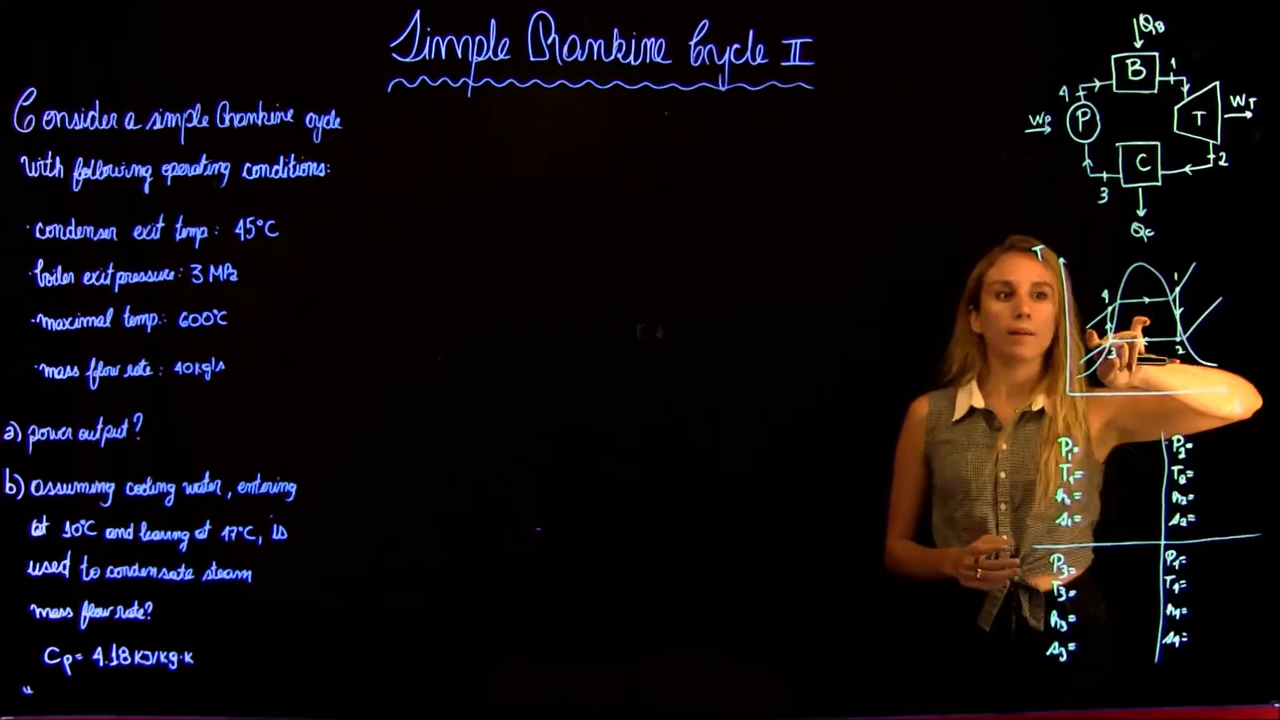 Simple Rankine Cycle II
Consider a simple Rankine cycle
with following operating conditions:
· condenser exit temp: 45°C
· boiler exit pressure: 3 MPa
· maximal temp.: 600°C
· mass flow rate: 40 kg/s
a) power output?
b) assuming cooling water, entering
at 10°C and leaving at 17°C, is
used to condensate steam
mass flow rate?
Cp= 4.18 kJ/kg·K
QB
B
1
4
WP
P
T
WT
C
2
3
QC
T
1
4
3
2
P1=
T1=
h1=
s1=
P2=
T2=
h2=
s2=
P3=
T3=
h3=
s3=
P4=
T4=
h4=
s4=